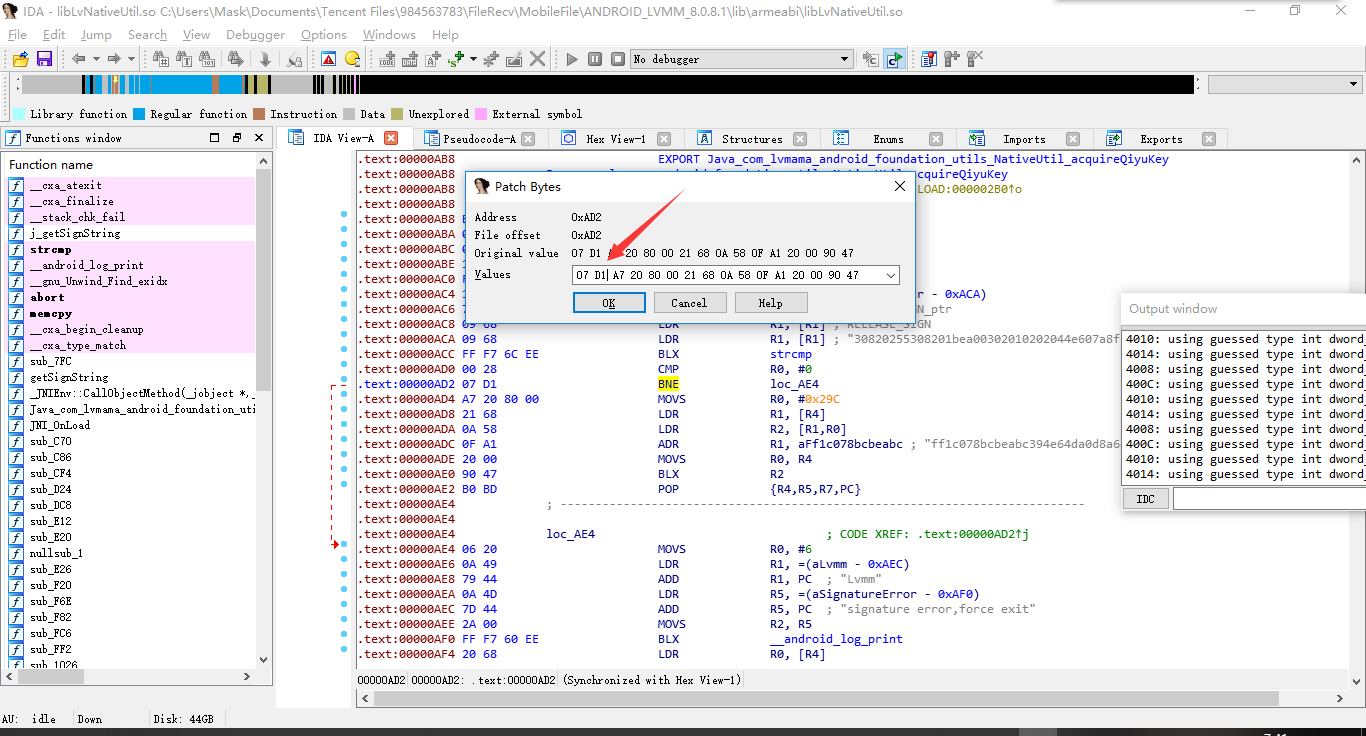 IDA - libLvNativeUtil.so C:\Users\Mask\Documents\Tencent Files\984563783\FileRecv\MobileFile\ANDROID_LVMM_8.0.8.1\lib\armeabi\libLvNativeUtil.so
File Edit Jump Search View Debugger Options Windows Help
No debugger
Library function Regular function Instruction Data Unexplored External symbol
Functions window
IDA View-A Pseudocode-A Hex View-1 Structures Enums Imports Exports
Function name
__cxa_atexit
__cxa_finalize
__stack_chk_fail
j_getSignString
strcmp
__android_log_print
__gnu_Unwind_Find_exidx
abort
memcpy
__cxa_begin_cleanup
__cxa_type_match
sub_7FC
getSignString
_JNIEnv::CallObjectMethod(_jobject *,_
Java_com_lvmama_android_foundation_uti
JNI_OnLoad
sub_C70
sub_C86
sub_CF4
sub_D24
sub_DC8
sub_E12
sub_E20
nullsub_1
sub_E26
sub_F20
sub_F6E
sub_F82
sub_FC6
sub_FF2
sub_1026
.text:00000AB8 EXPORT Java_com_lvmama_android_foundation_utils_NativeUtil_acquireQiyuKey
.text:00000AB8 cquireQiyuKey
.text:00000AB8 LOAD:000002B0↑o
.text:00000AB8
.text:00000AB8
.text:00000ABA
.text:00000ABC
.text:00000AC4 r - 0xACA)
.text:00000AC6 N_ptr
.text:00000AC8 09 68 LDR R1, [R1] ; RELEASE_SIGN
.text:00000ACA 09 68 LDR R1, [R1] ; "30820255308201bea00302010202044e607a8f
.text:00000ACC FF F7 6C EE BLX strcmp
.text:00000AD0 00 28 CMP R0, #0
.text:00000AD2 07 D1 BNE loc_AE4
.text:00000AD4 A7 20 80 00 MOVS R0, #0x29C
.text:00000AD8 21 68 LDR R1, [R4]
.text:00000ADA 0A 58 LDR R2, [R1,R0]
.text:00000ADC 0F A1 ADR R1, aFf1c078bcbeabc ; "ff1c078bcbeabc394e64da0d8a6
.text:00000ADE 20 00 MOVS R0, R4
.text:00000AE0 90 47 BLX R2
.text:00000AE2 B0 BD POP {R4,R5,R7,PC}
.text:00000AE4 ; ---------------------------------------------------------------------------
.text:00000AE4
.text:00000AE4 loc_AE4 ; CODE XREF: .text:00000AD2↑j
.text:00000AE4 06 20 MOVS R0, #6
.text:00000AE6 0A 49 LDR R1, =(aLvmm - 0xAEC)
.text:00000AE8 79 44 ADD R1, PC ; "Lvmm"
.text:00000AEA 0A 4D LDR R5, =(aSignatureError - 0xAF0)
.text:00000AEC 7D 44 ADD R5, PC ; "signature error,force exit"
.text:00000AEE 2A 00 MOVS R2, R5
.text:00000AF0 FF F7 60 EE BLX __android_log_print
.text:00000AF4 20 68 LDR R0, [R4]
00000AD2 00000AD2: .text:00000AD2 (Synchronized with Hex View-1)
Patch Bytes
Address 0xAD2
File offset 0xAD2
Original value 07 D1 A7 20 80 00 21 68 0A 58 0F A1 20 00 90 47
Values 07 D1 A7 20 80 00 21 68 0A 58 0F A1 20 00 90 47
OK Cancel Help
Output window
4010: using guessed type int dword_
4014: using guessed type int dword_
4008: using guessed type int dword_
400C: using guessed type int dword_
4010: using guessed type int dword_
4014: using guessed type int dword_
4008: using guessed type int dword_
400C: using guessed type int dword_
4010: using guessed type int dword_
4014: using guessed type int dword_
IDC
AU: idle Down Disk: 44GB